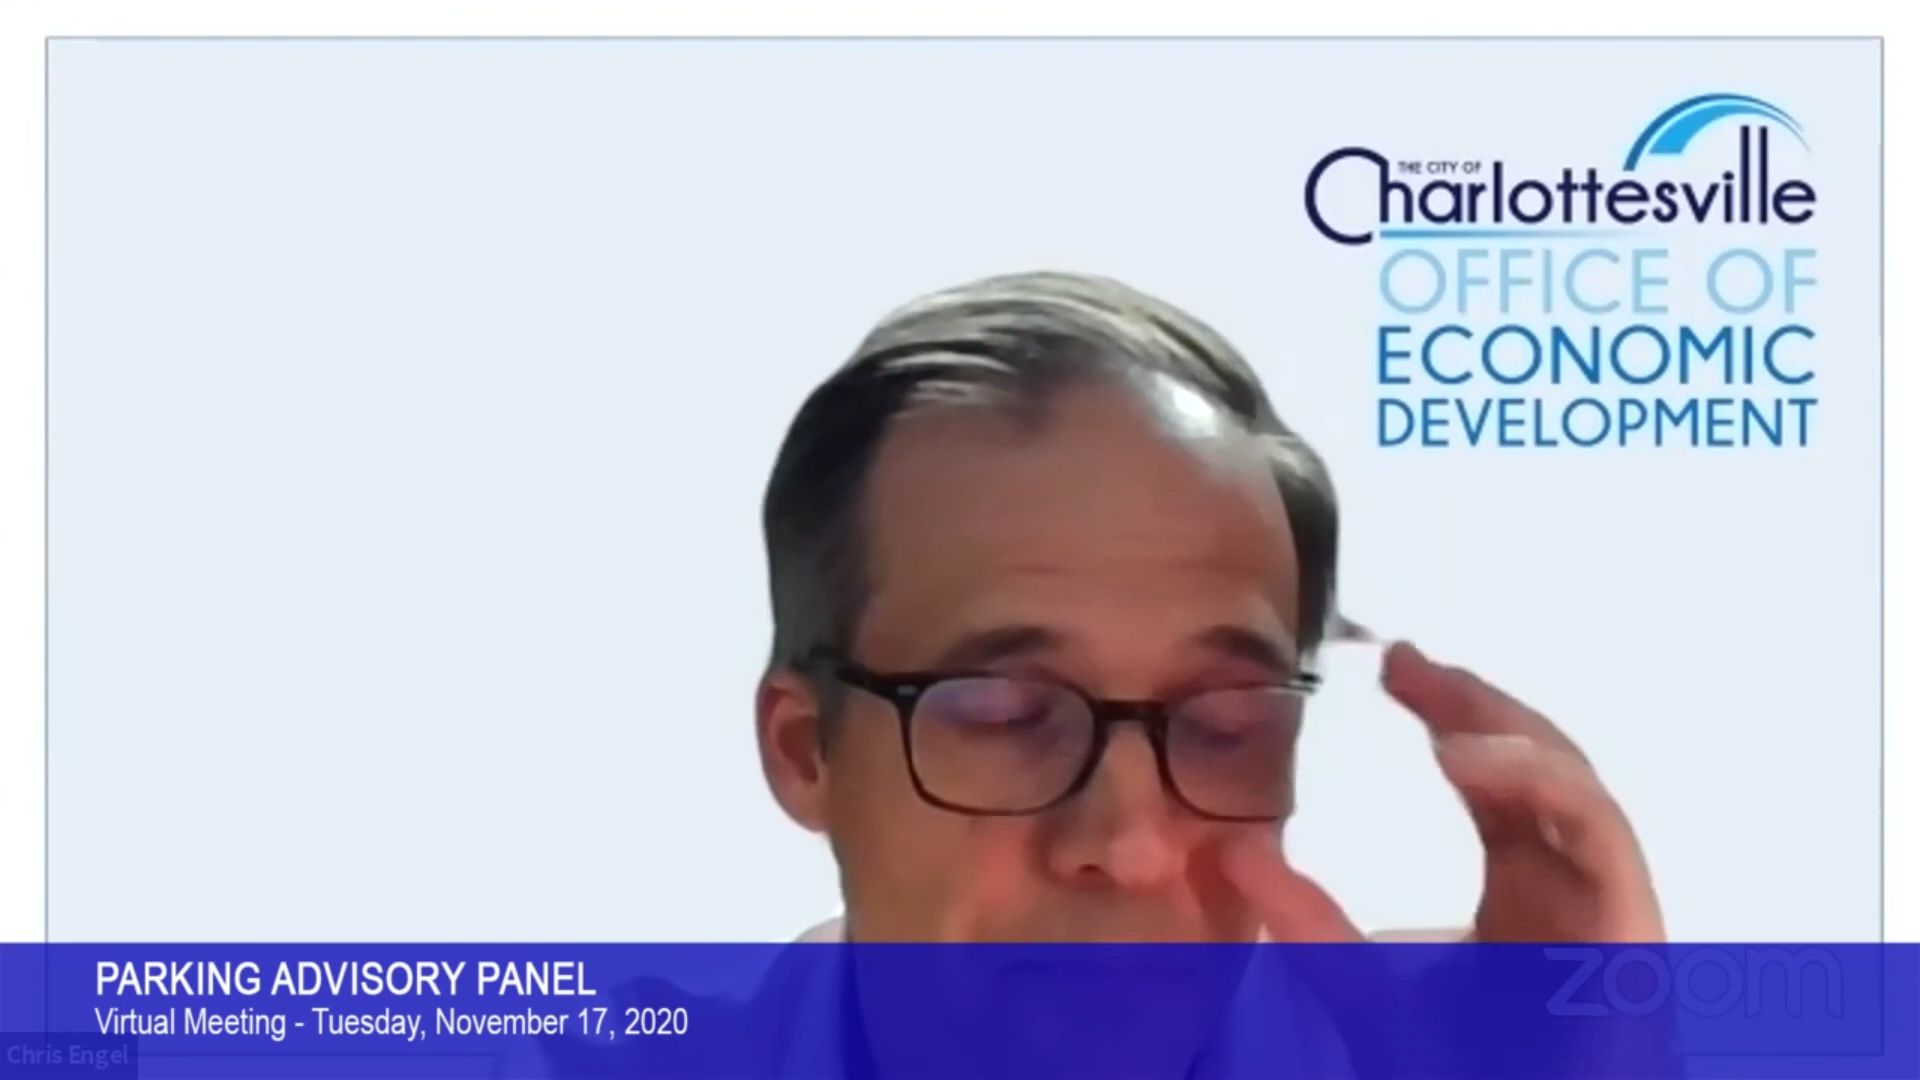 THE CITY OF
Charlottesville
OFFICE OF
ECONOMIC
DEVELOPMENT
PARKING ADVISORY PANEL
Virtual Meeting - Tuesday, November 17, 2020
zoom
Chris Engel